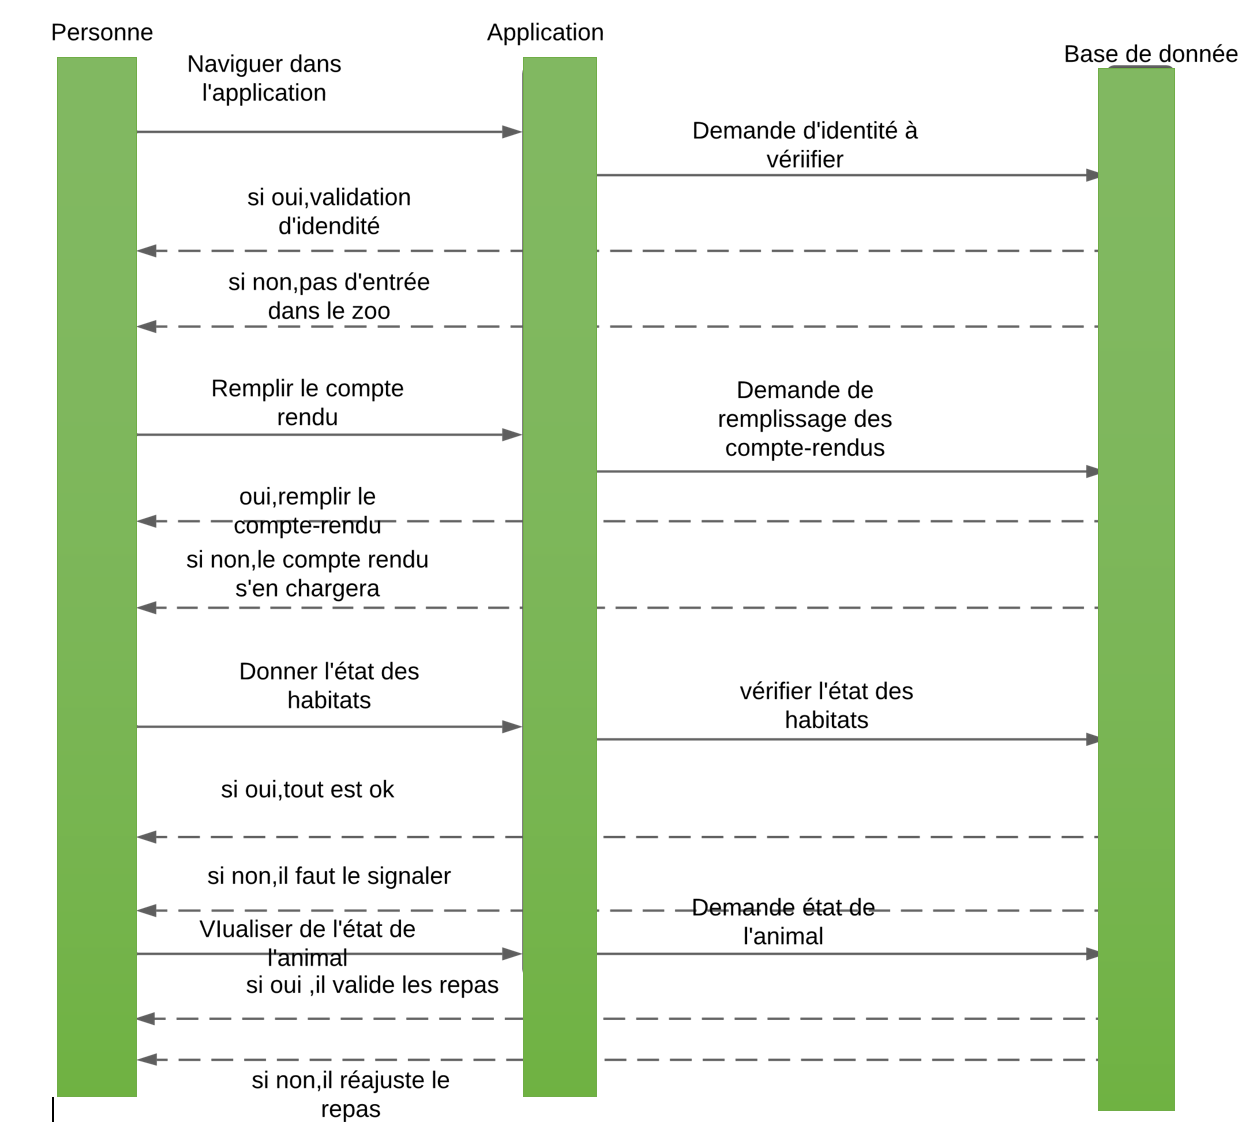 Personne
Application
Base de donnée
Naviguer dans
l'application
Demande d'identité à
vériifier
si oui,validation
d'idendité
si non,pas d'entrée
dans le zoo
Remplir le compte
rendu
Demande de
remplissage des
compte-rendus
oui,remplir le
compte-rendu
si non,le compte rendu
s'en chargera
Donner l'état des
habitats
vérifier l'état des
habitats
si oui,tout est ok
si non,il faut le signaler
Demande état de
l'animal
VIualiser de l'état de
l'animal
si oui ,il valide les repas
si non,il réajuste le
repas